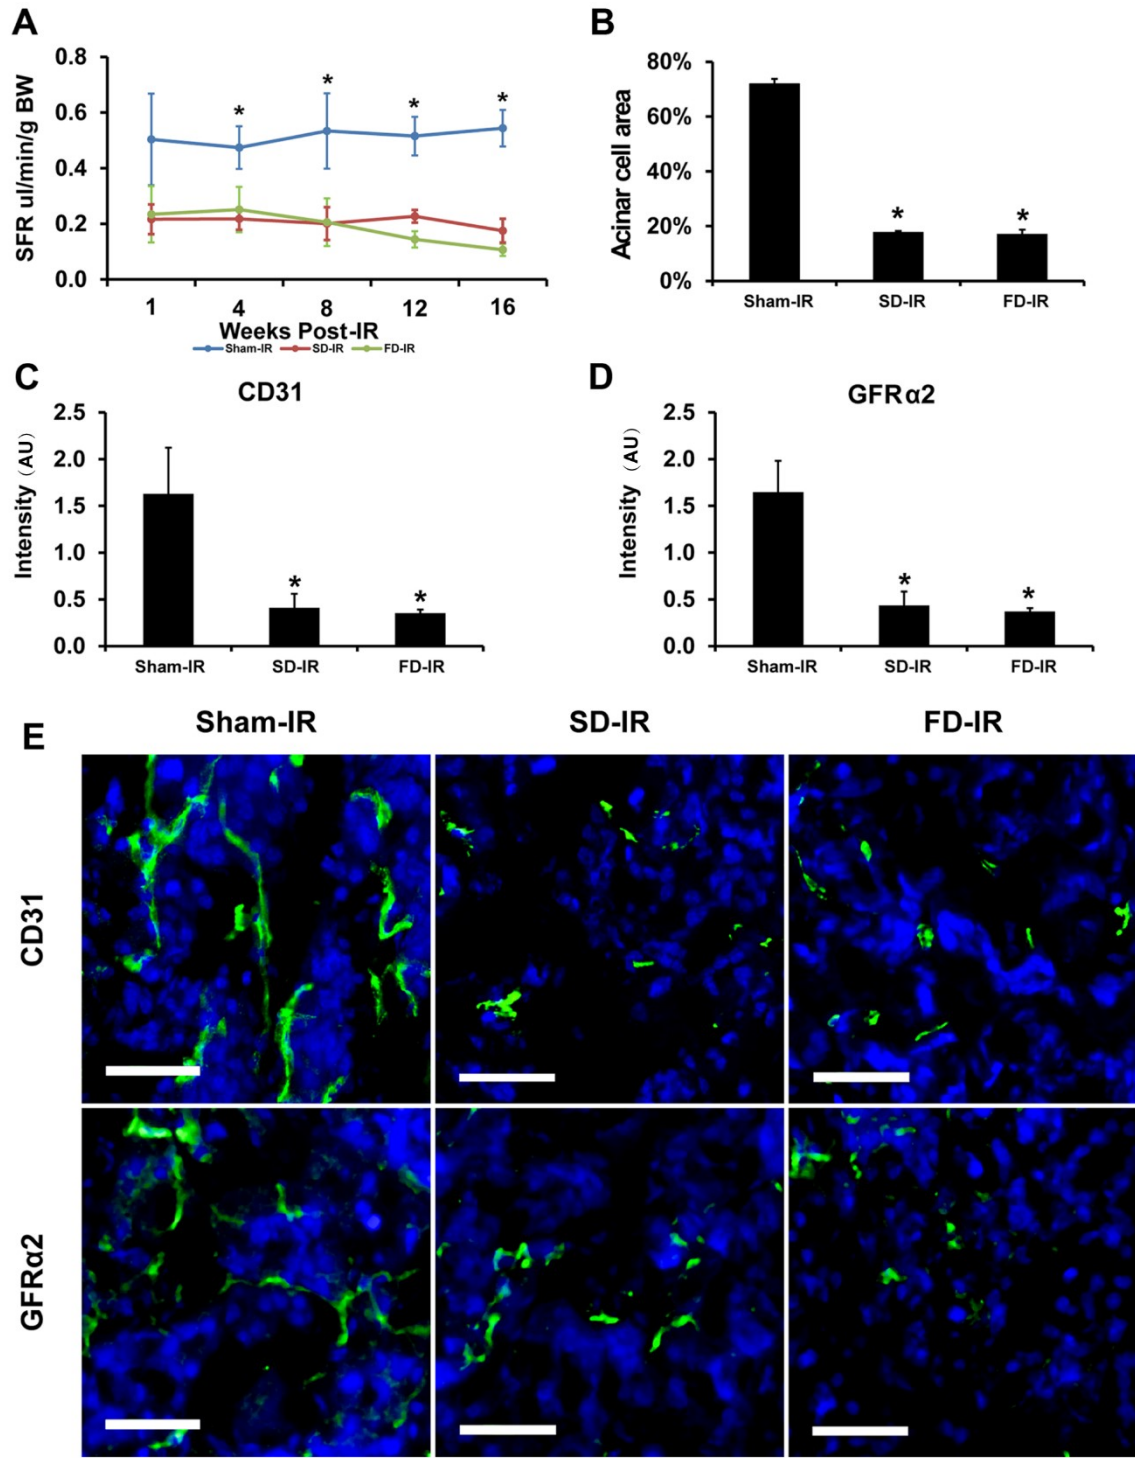 A
SFR ul/min/g BW
0.8
0.6
0.4
0.2
0.0
* * * *
1 4 8 12 16
Weeks Post-IR
Sham-IR SD-IR FD-IR
B
Acinar cell area
80%
60%
40%
20%
0%
* *
Sham-IR SD-IR FD-IR
C
CD31
Intensity (AU)
2.5
2.0
1.5
1.0
0.5
0.0
* *
Sham-IR SD-IR FD-IR
D
GFRα2
Intensity (AU)
2.5
2.0
1.5
1.0
0.5
0.0
* *
Sham-IR SD-IR FD-IR
E
Sham-IR SD-IR FD-IR
CD31
GFRα2